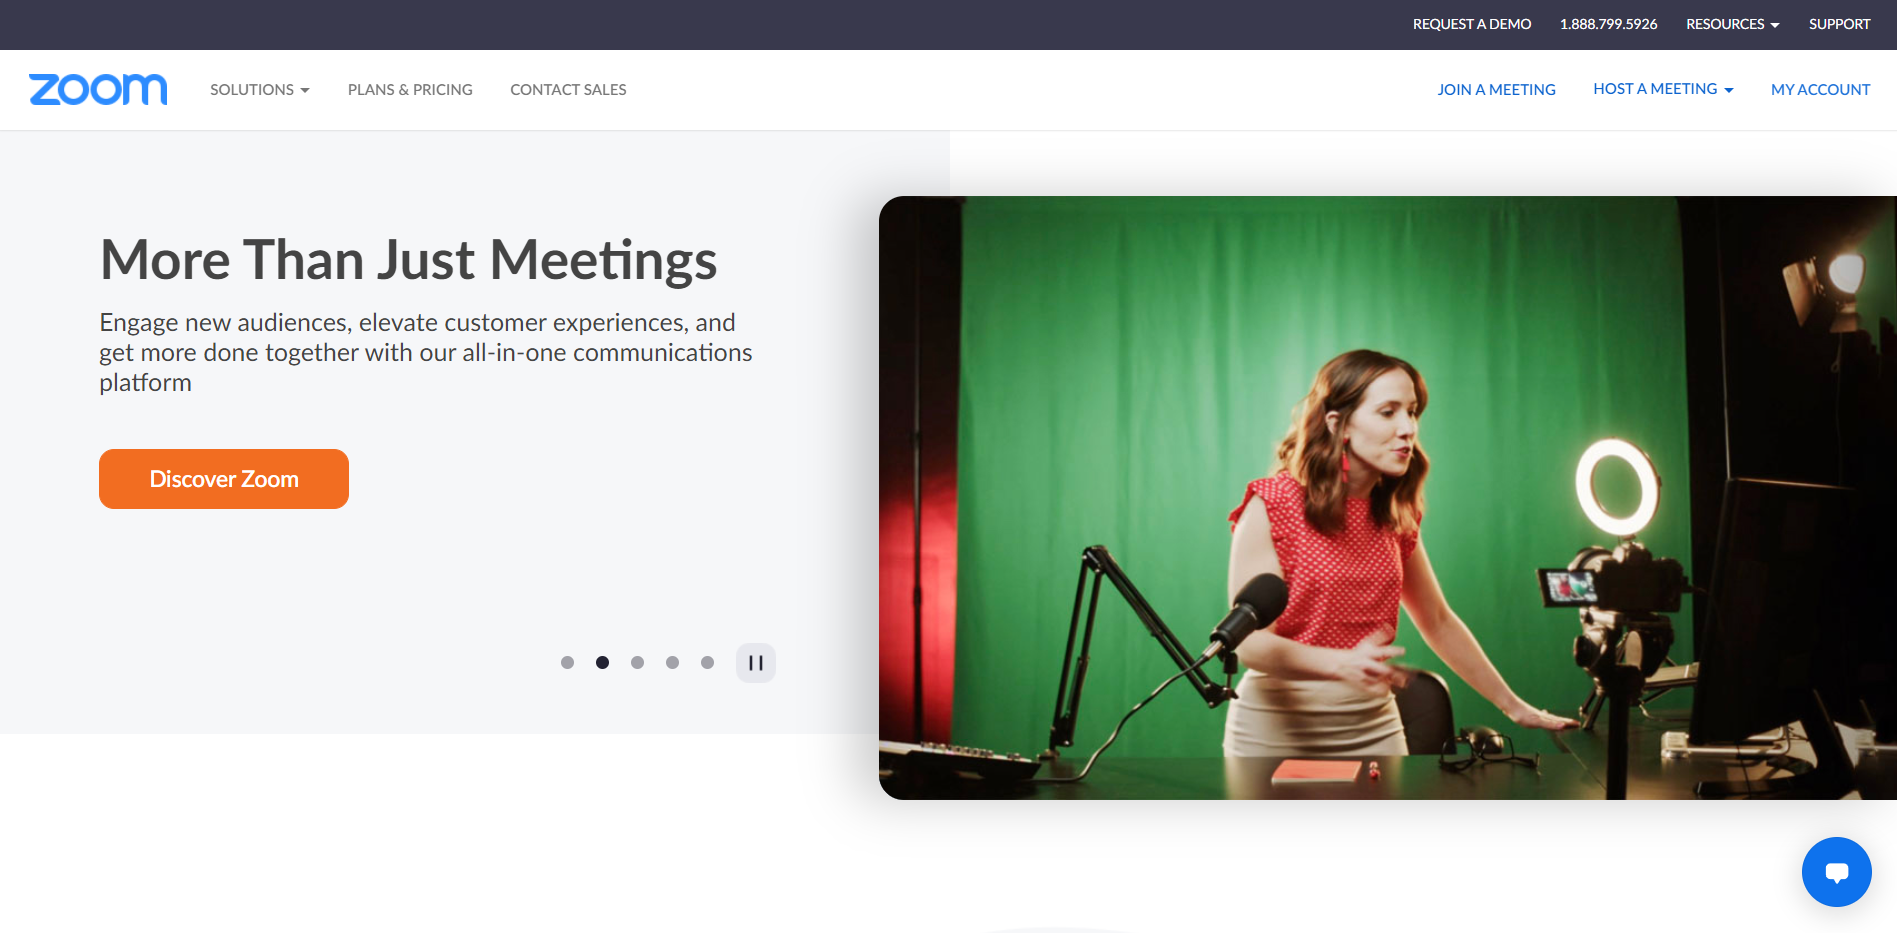 REQUEST A DEMO 1.888.799.5926 RESOURCES SUPPORT
zoom SOLUTIONS PLANS & PRICING CONTACT SALES JOIN A MEETING HOST A MEETING MY ACCOUNT
More Than Just Meetings
Engage new audiences, elevate customer experiences, and
get more done together with our all-in-one communications
platform
Discover Zoom